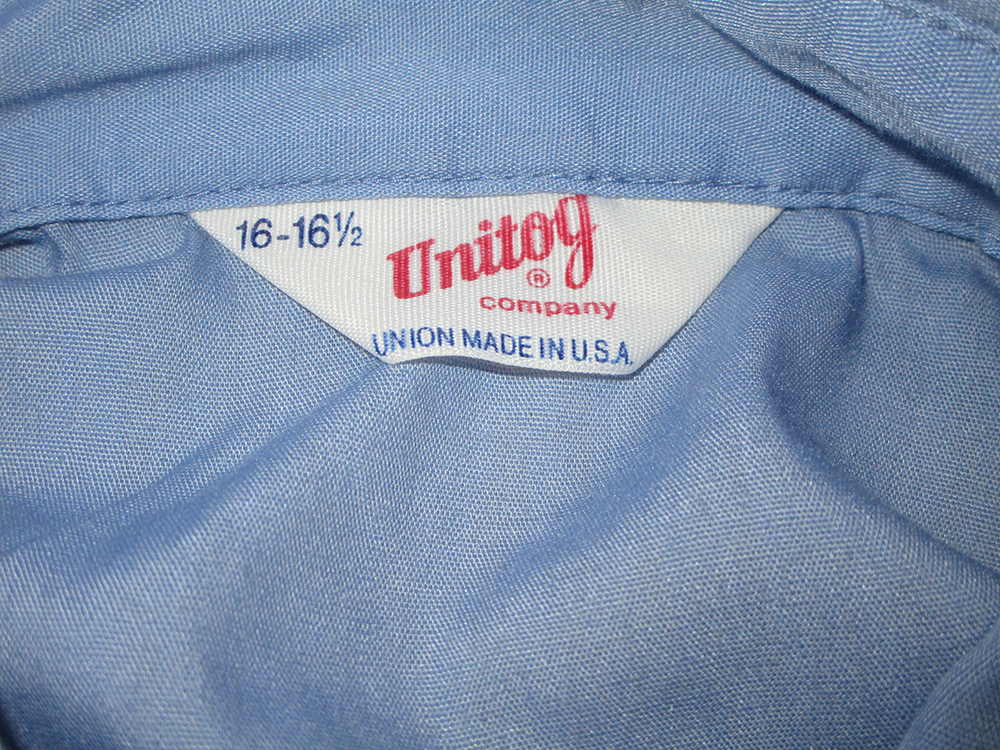 16-16½
Unitog
®
company
UNION MADE IN U.S.A.